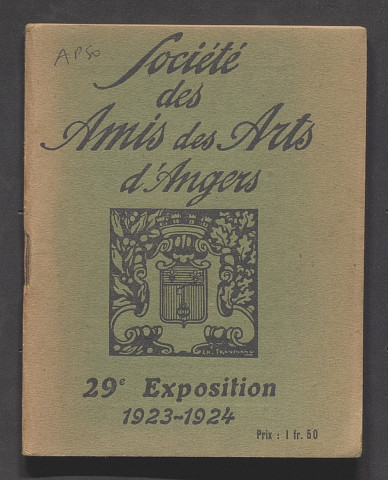 AP50
Société
des
Amis des Arts
d'Angers
29e Exposition
1923-1924
Prix : 1 fr. 50